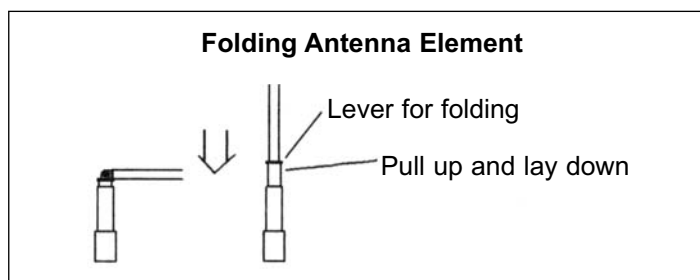 Folding Antenna Element
Lever for folding
Pull up and lay down